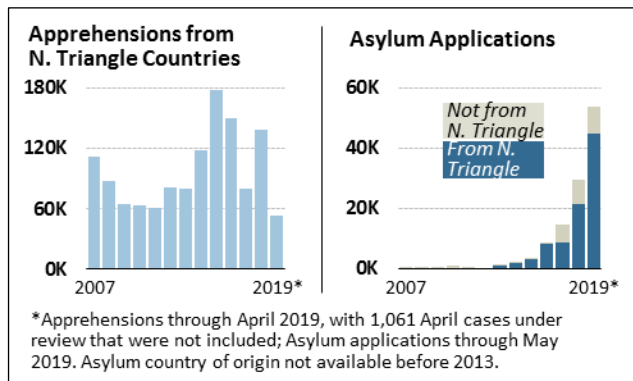 Apprehensions from
N. Triangle Countries
180K
120K
60K
0K
2007
2019*
Asylum Applications
60K
40K
20K
0K
Not from
N. Triangle
From N.
Triangle
2007
2019*
*Apprehensions through April 2019, with 1,061 April cases under
review that were not included; Asylum applications through May
2019. Asylum country of origin not available before 2013.